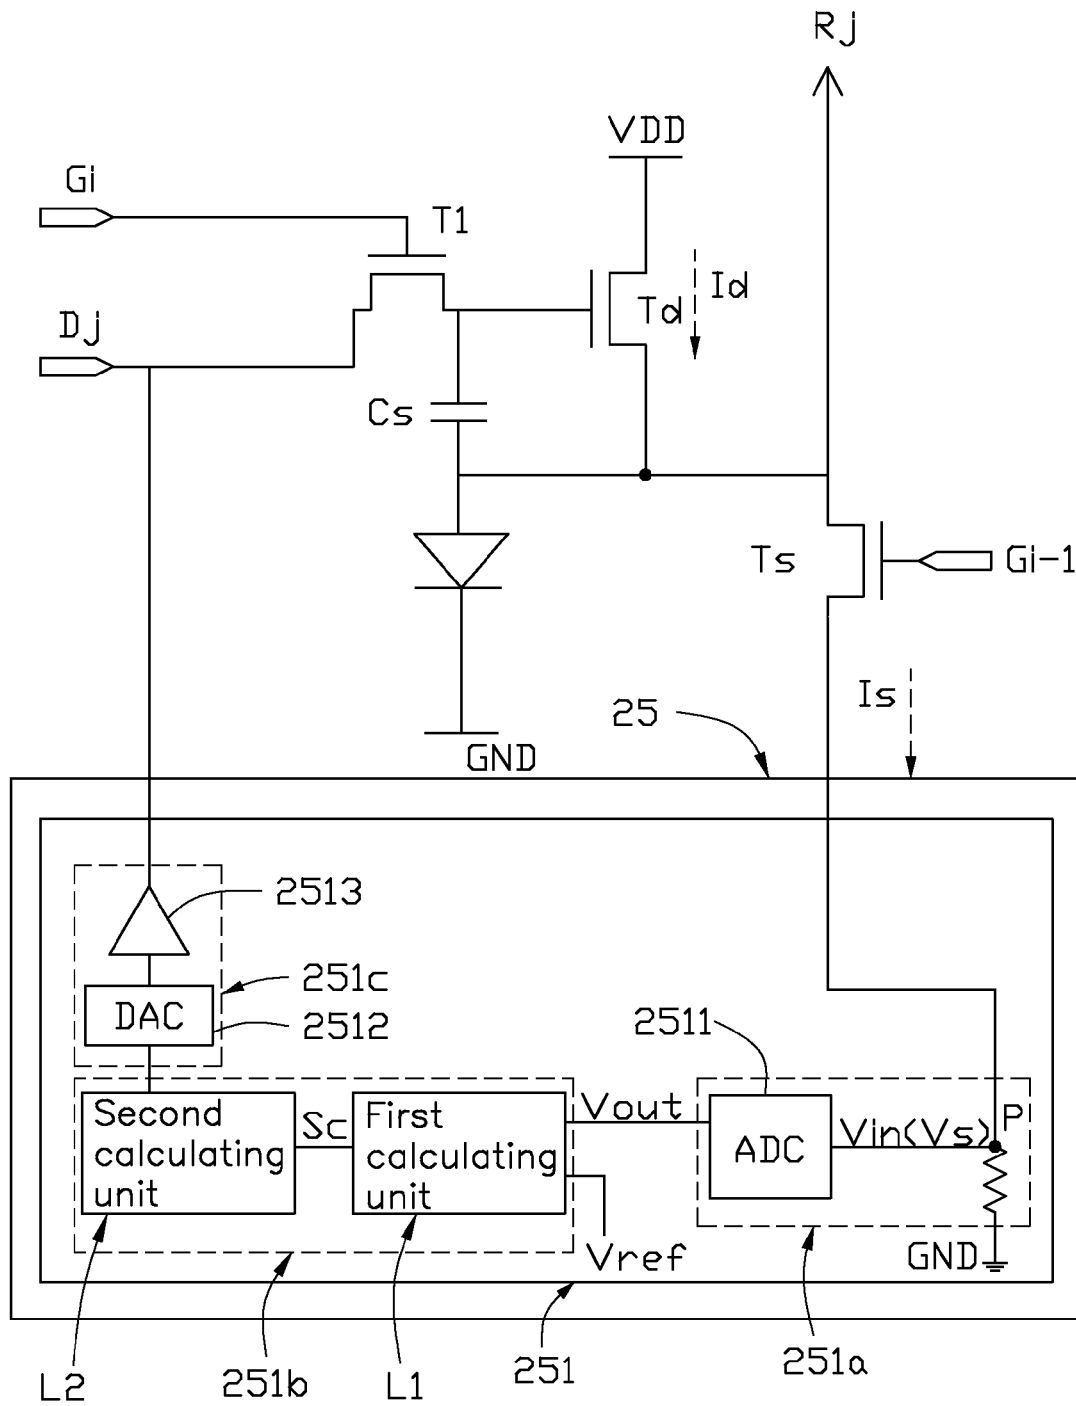 Rj
VDD
Gi
T1
Id
Td
Dj
Cs
Ts
Gi-1
Is
25
GND
2513
251c
DAC
2512
2511
Second calculating unit
Sc
First calculating unit
Vout
ADC
Vin(Vs)
P
Vref
GND
L2
251b
L1
251
251a